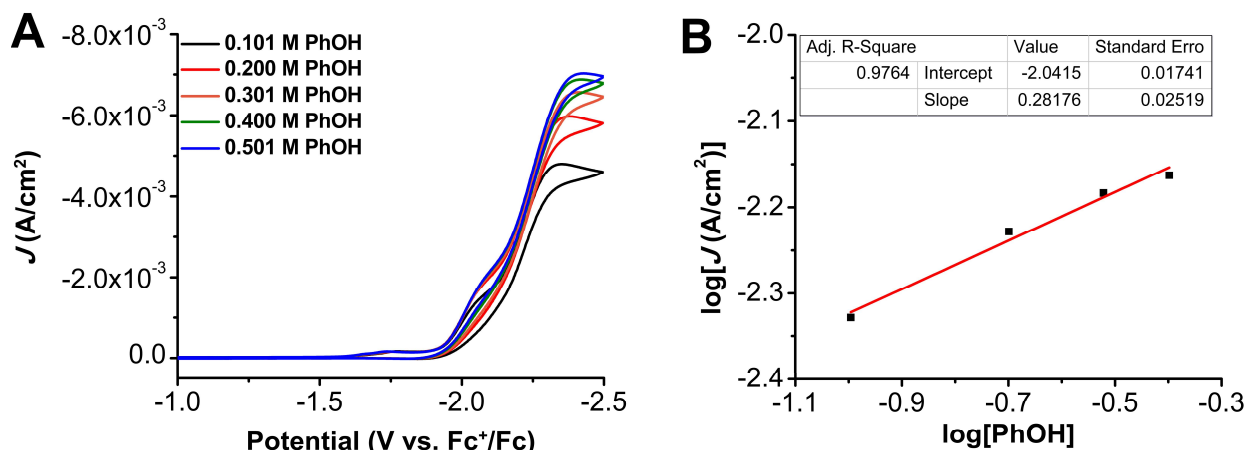 A
-8.0x10⁻³
-6.0x10⁻³
-4.0x10⁻³
-2.0x10⁻³
0.0
J (A/cm²)
0.101 M PhOH
0.200 M PhOH
0.301 M PhOH
0.400 M PhOH
0.501 M PhOH
-1.0 -1.5 -2.0 -2.5
Potential (V vs. Fc⁺/Fc)
B
-2.0
-2.1
-2.2
-2.3
-2.4
log[J (A/cm²)]
Adj. R-Square Value Standard Erro
0.9764 Intercept -2.0415 0.01741
Slope 0.28176 0.02519
-1.1 -0.9 -0.7 -0.5 -0.3
log[PhOH]